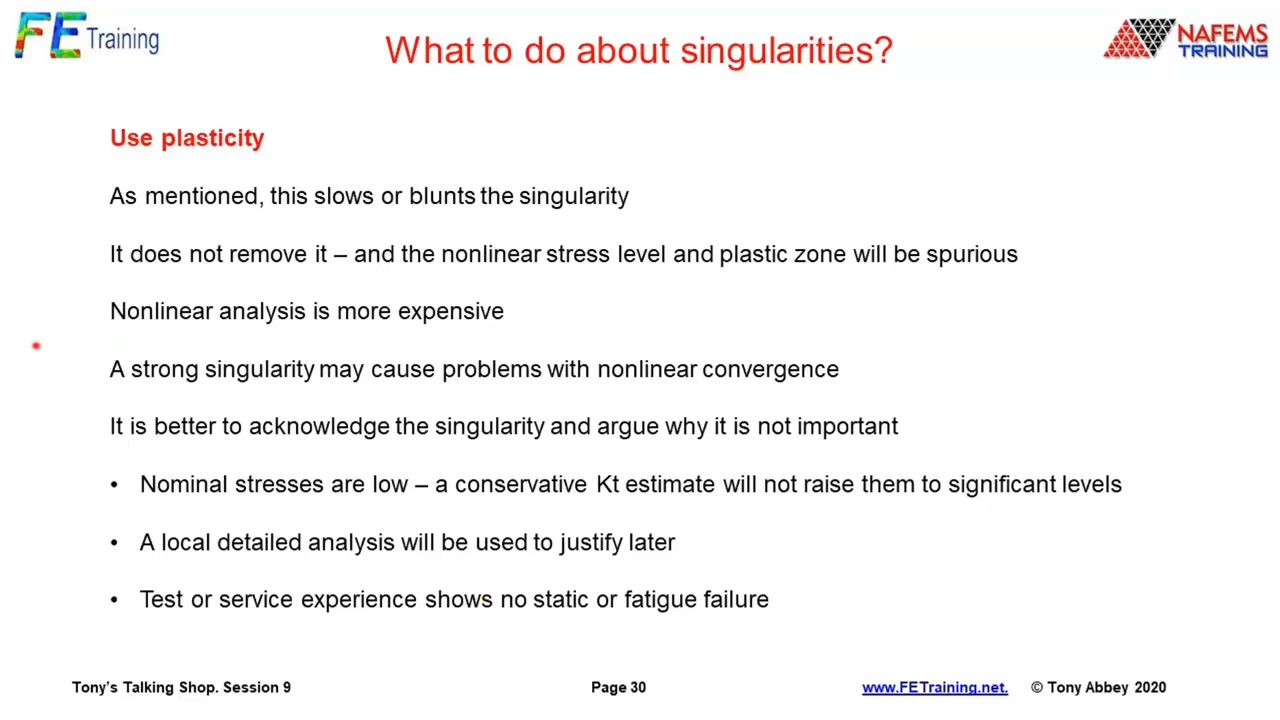 FE Training
What to do about singularities?
NAFEMS
TRAINING
Use plasticity
As mentioned, this slows or blunts the singularity
It does not remove it – and the nonlinear stress level and plastic zone will be spurious
Nonlinear analysis is more expensive
A strong singularity may cause problems with nonlinear convergence
It is better to acknowledge the singularity and argue why it is not important
• Nominal stresses are low – a conservative Kt estimate will not raise them to significant levels
• A local detailed analysis will be used to justify later
• Test or service experience shows no static or fatigue failure
Tony's Talking Shop. Session 9 Page 30 www.FETraining.net. © Tony Abbey 2020